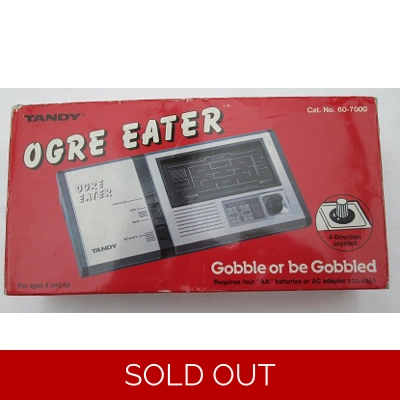 TANDY
Cat. No. 60-7000
OGRE EATER™
OGRE
EATER
TANDY
4-Direction
Joystick
Gobble or be Gobbled
For ages 8 and up
Requires four "AA" batteries or AC adapter
SOLD OUT